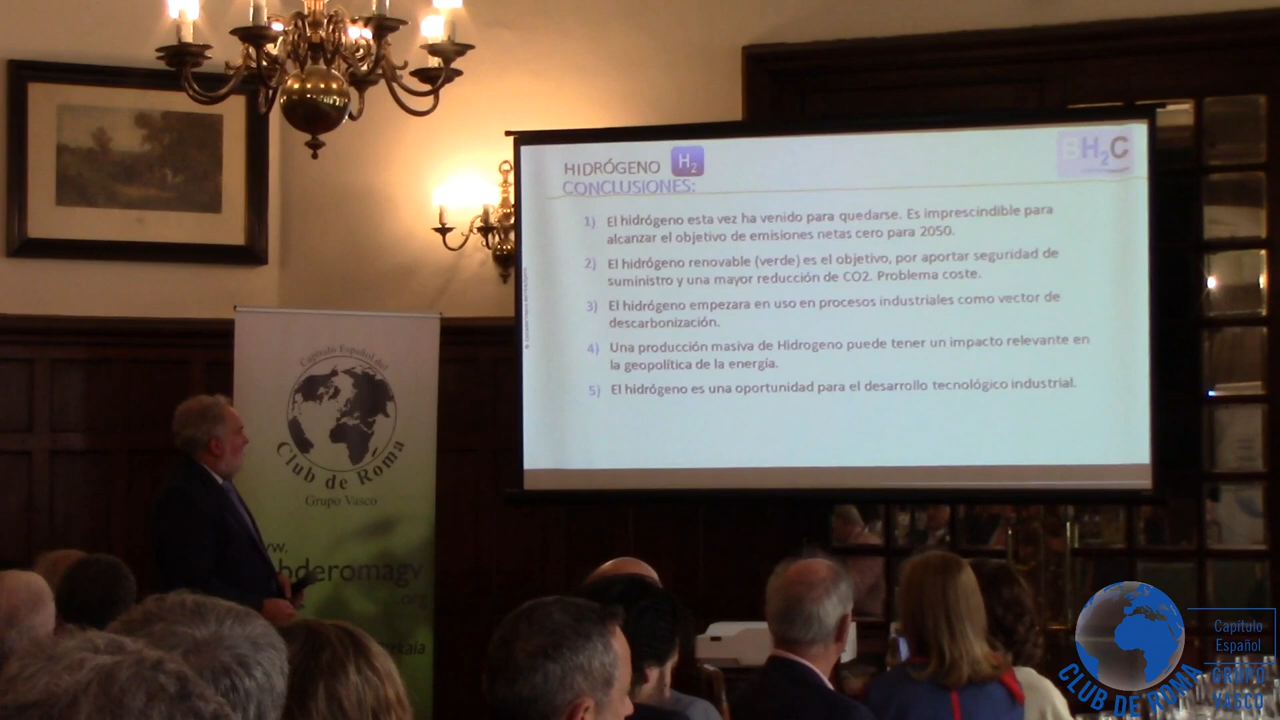 HIDRÓGENO H2
CONCLUSIONES:
BH2C
1) El hidrógeno esta vez ha venido para quedarse. Es imprescindible para
alcanzar el objetivo de emisiones netas cero para 2050.
2) El hidrógeno renovable (verde) es el objetivo, por aportar seguridad de
suministro y una mayor reducción de CO2. Problema coste.
3) El hidrógeno empezara en uso en procesos industriales como vector de
descarbonización.
4) Una producción masiva de Hidrogeno puede tener un impacto relevante en
la geopolítica de la energía.
5) El hidrógeno es una oportunidad para el desarrollo tecnológico industrial.
Capítulo Español del
Club de Roma
Grupo Vasco
bderomagv
.org
Capítulo
Español
GRUPO
VASCO
CLUB DE ROMA